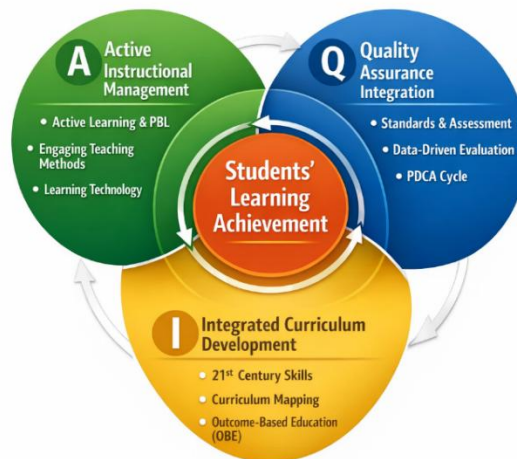 A
Active
Instructional
Management
• Active Learning & PBL
• Engaging Teaching
Methods
• Learning Technology
Q
Quality
Assurance
Integration
• Standards & Assessment
• Data-Driven Evaluation
• PDCA Cycle
Students'
Learning
Achievement
I
Integrated Curriculum
Development
• 21st Century Skills
• Curriculum Mapping
• Outcome-Based Education
(OBE)